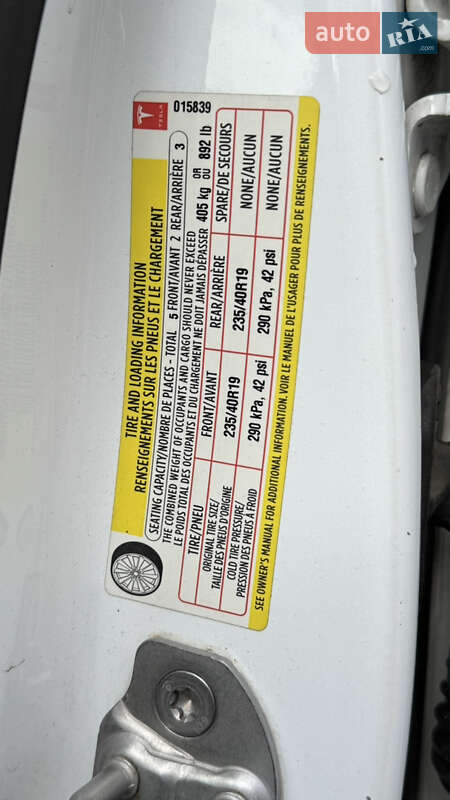 auto RIA .com
TESLA
015839
TIRE AND LOADING INFORMATION
RENSEIGNEMENTS SUR LES PNEUS ET LE CHARGEMENT
SEATING CAPACITY/NOMBRE DE PLACES - TOTAL 5 FRONT/AVANT 2 REAR/ARRIÈRE 3
THE COMBINED WEIGHT OF OCCUPANTS AND CARGO SHOULD NEVER EXCEED
LE POIDS TOTAL DES OCCUPANTS ET DU CHARGEMENT NE DOIT JAMAIS DÉPASSER
405 kg OR OU 892 lb
TIRE/PNEU FRONT/AVANT REAR/ARRIÈRE SPARE/DE SECOURS
ORIGINAL TIRE SIZE/
TAILLE DES PNEUS D'ORIGINE
235/40R19 235/40R19 NONE/AUCUN
COLD TIRE PRESSURE/
PRESSION DES PNEUS À FROID
290 kPa, 42 psi 290 kPa, 42 psi NONE/AUCUN
SEE OWNER'S MANUAL FOR ADDITIONAL INFORMATION. VOIR LE MANUEL DE L'USAGER POUR PLUS DE RENSEIGNEMENTS.